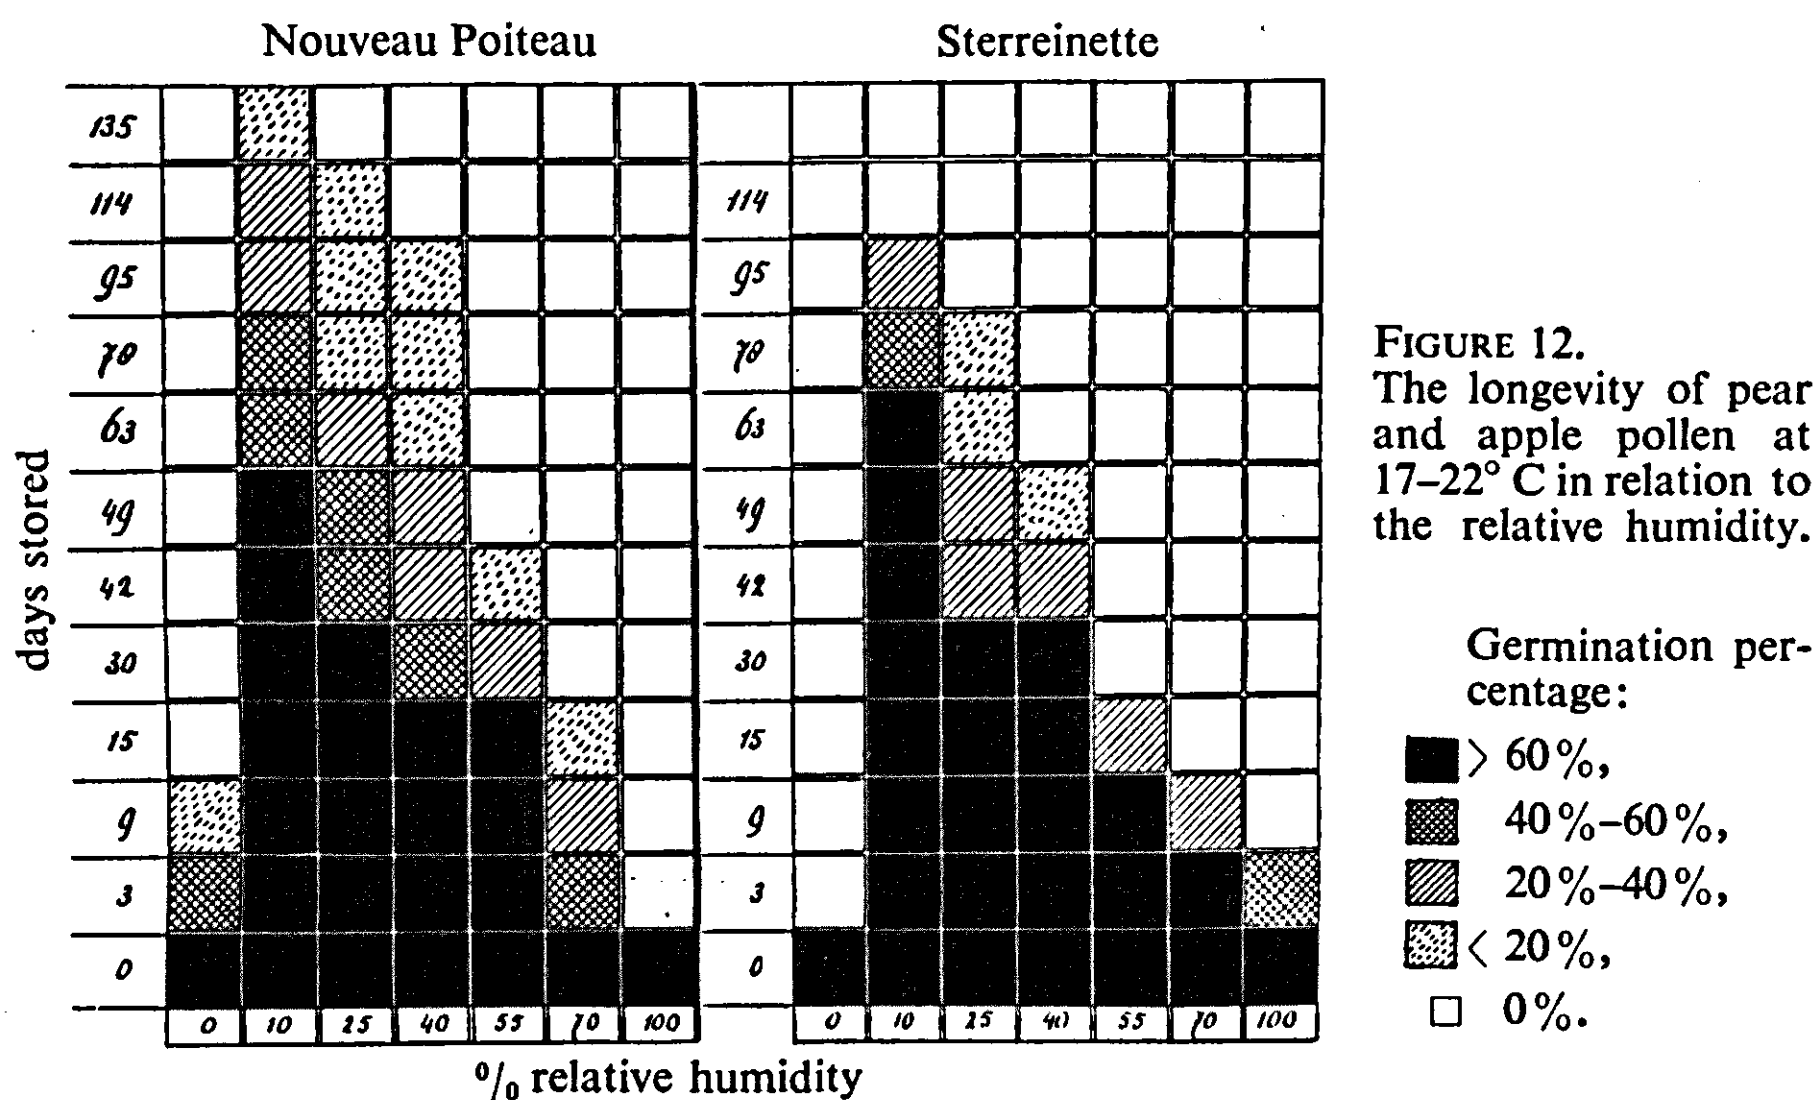 Nouveau Poiteau
Sterreinette
135
114
114
95
95
70
70
63
63
49
49
42
42
30
30
15
15
9
9
3
3
0
0
0 10 25 40 55 70 100
0 10 25 40 55 70 100
days stored
% relative humidity
FIGURE 12.
The longevity of pear
and apple pollen at
17–22° C in relation to
the relative humidity.
Germination per-
centage:
> 60%,
40%–60%,
20%–40%,
< 20%,
0%.